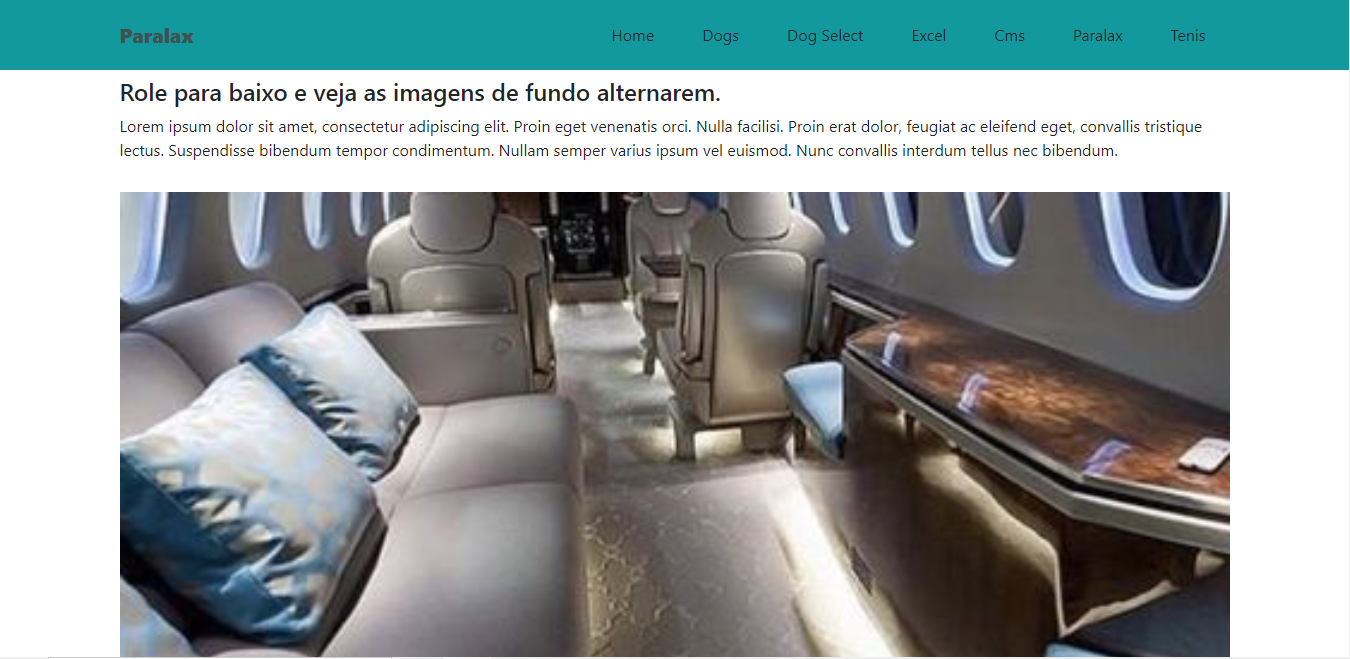 Paralax
Home Dogs Dog Select Excel Cms Paralax Tenis
Role para baixo e veja as imagens de fundo alternarem.
Lorem ipsum dolor sit amet, consectetur adipiscing elit. Proin eget venenatis orci. Nulla facilisi. Proin erat dolor, feugiat ac eleifend eget, convallis tristique
lectus. Suspendisse bibendum tempor condimentum. Nullam semper varius ipsum vel euismod. Nunc convallis interdum tellus nec bibendum.